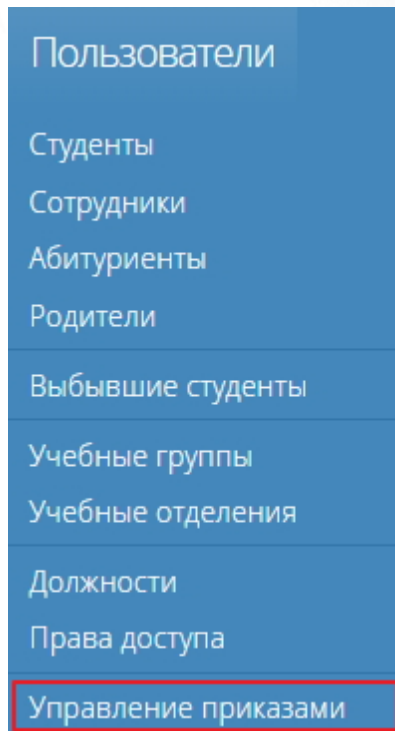 Пользователи
Студенты
Сотрудники
Абитуриенты
Родители
Выбывшие студенты
Учебные группы
Учебные отделения
Должности
Права доступа
Управление приказами